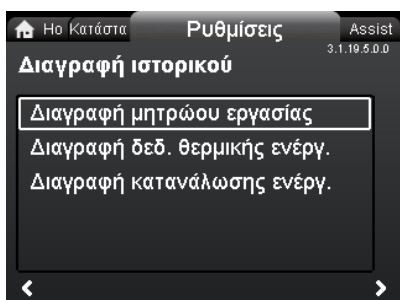 Ho Κατάστα Ρυθμίσεις Assist
3.1.19.5.0.0
Διαγραφή ιστορικού
Διαγραφή μητρώου εργασίας
Διαγραφή δεδ. θερμικής ενέργ.
Διαγραφή κατανάλωσης ενέργ.